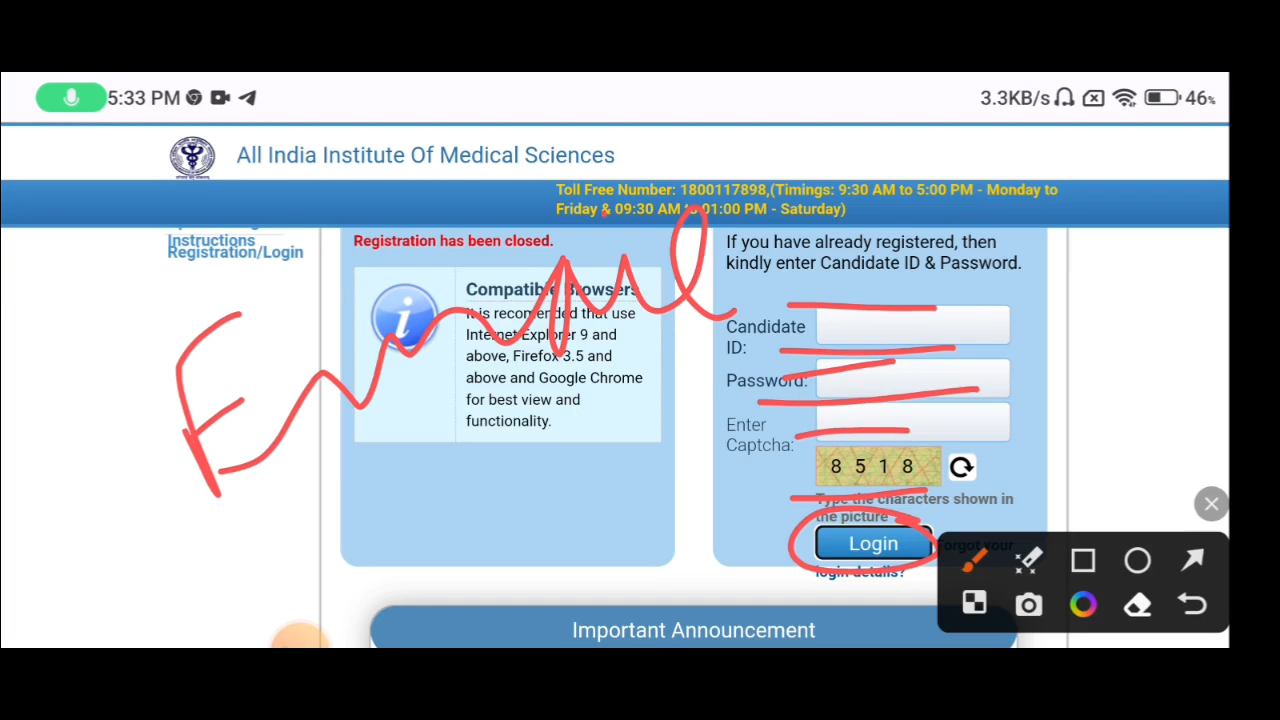 5:33 PM
3.3KB/s
46%
All India Institute Of Medical Sciences
Toll Free Number: 1800117898,(Timings: 9:30 AM to 5:00 PM - Monday to
Friday & 09:30 AM to 01:00 PM - Saturday)
Instructions
Registration/Login
Registration has been closed.
Compatible Browsers
It is recomended that use
Internet Explorer 9 and
above, Firefox 3.5 and
above and Google Chrome
for best view and
functionality.
If you have already registered, then
kindly enter Candidate ID & Password.
Candidate
ID:
Password:
Enter
Captcha:
8 5 1 8
Type the characters shown in
the picture
Login
Forgot your
login details?
Important Announcement